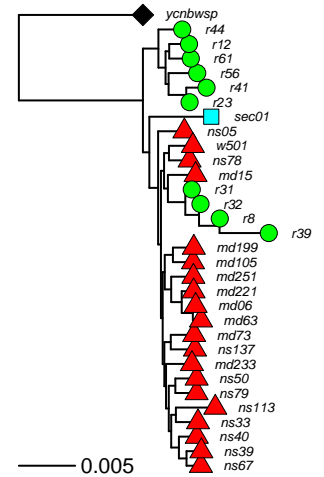 ycnbwsp
r44
r12
r61
r56
r41
r23
sec01
ns05
w501
ns78
md15
r31
r32
r8
r39
md199
md105
md251
md221
md06
md63
md73
ns137
md233
ns50
ns79
ns113
ns33
ns40
ns39
ns67
0.005